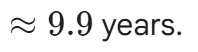 ≈ 9.9 years.